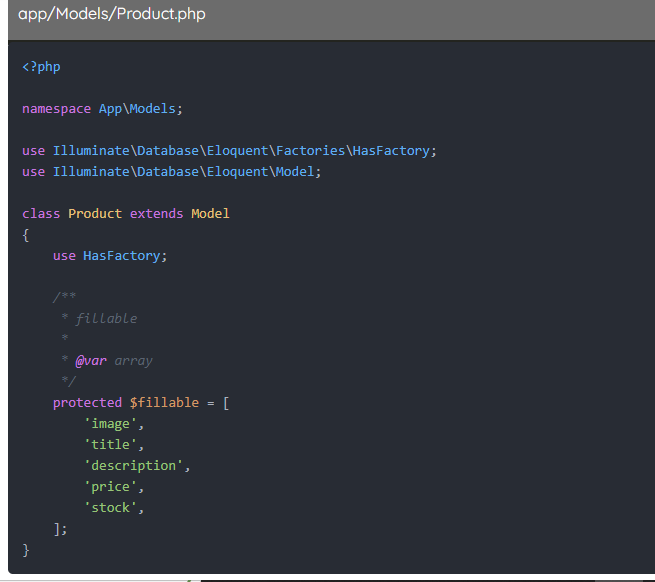 app/Models/Product.php
<?php
namespace App\Models;
use Illuminate\Database\Eloquent\Factories\HasFactory;
use Illuminate\Database\Eloquent\Model;
class Product extends Model
{
    use HasFactory;
    /**
     * fillable
     *
     * @var array
     */
    protected $fillable = [
        'image',
        'title',
        'description',
        'price',
        'stock',
    ];
}